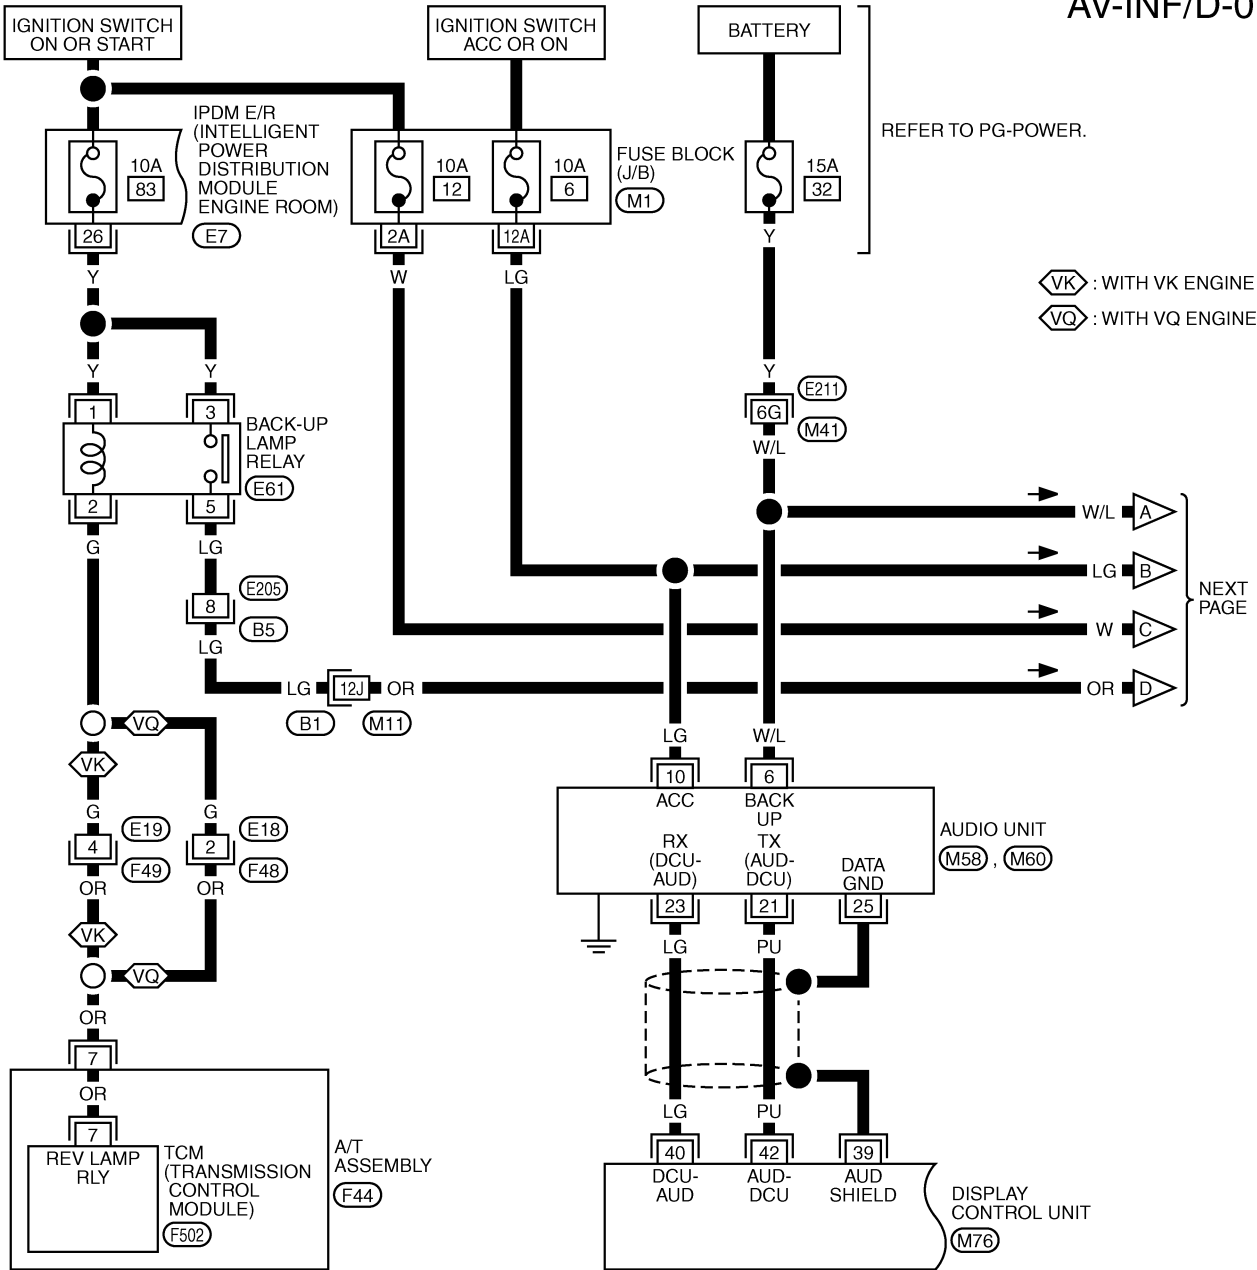 AV-INF/D-0
IGNITION SWITCH
ON OR START
IGNITION SWITCH
ACC OR ON
BATTERY
IPDM E/R
(INTELLIGENT
POWER
DISTRIBUTION
MODULE
ENGINE ROOM)
E7
10A
83
10A
12
10A
6
FUSE BLOCK
(J/B)
M1
15A
32
REFER TO PG-POWER.
26
2A
12A
Y
W
LG
Y
VK : WITH VK ENGINE
VQ : WITH VQ ENGINE
Y
Y
Y
E211
6G
M41
W/L
1
3
BACK-UP
LAMP
RELAY
E61
2
5
G
LG
W/L
A
LG
B
W
C
OR
D
NEXT
PAGE
E205
8
B5
LG
LG
12J
OR
B1
M11
VQ
VK
LG
W/L
10
6
ACC
BACK
UP
RX
(DCU-
AUD)
TX
(AUD-
DCU)
DATA
GND
AUDIO UNIT
M58 , M60
G
G
E19
E18
4
2
F49
F48
OR
OR
23
21
25
LG
PU
VK
VQ
OR
7
OR
7
REV LAMP
RLY
TCM
(TRANSMISSION
CONTROL
MODULE)
F502
A/T
ASSEMBLY
F44
LG
PU
40
42
39
DCU-
AUD
AUD-
DCU
AUD
SHIELD
DISPLAY
CONTROL UNIT
M76